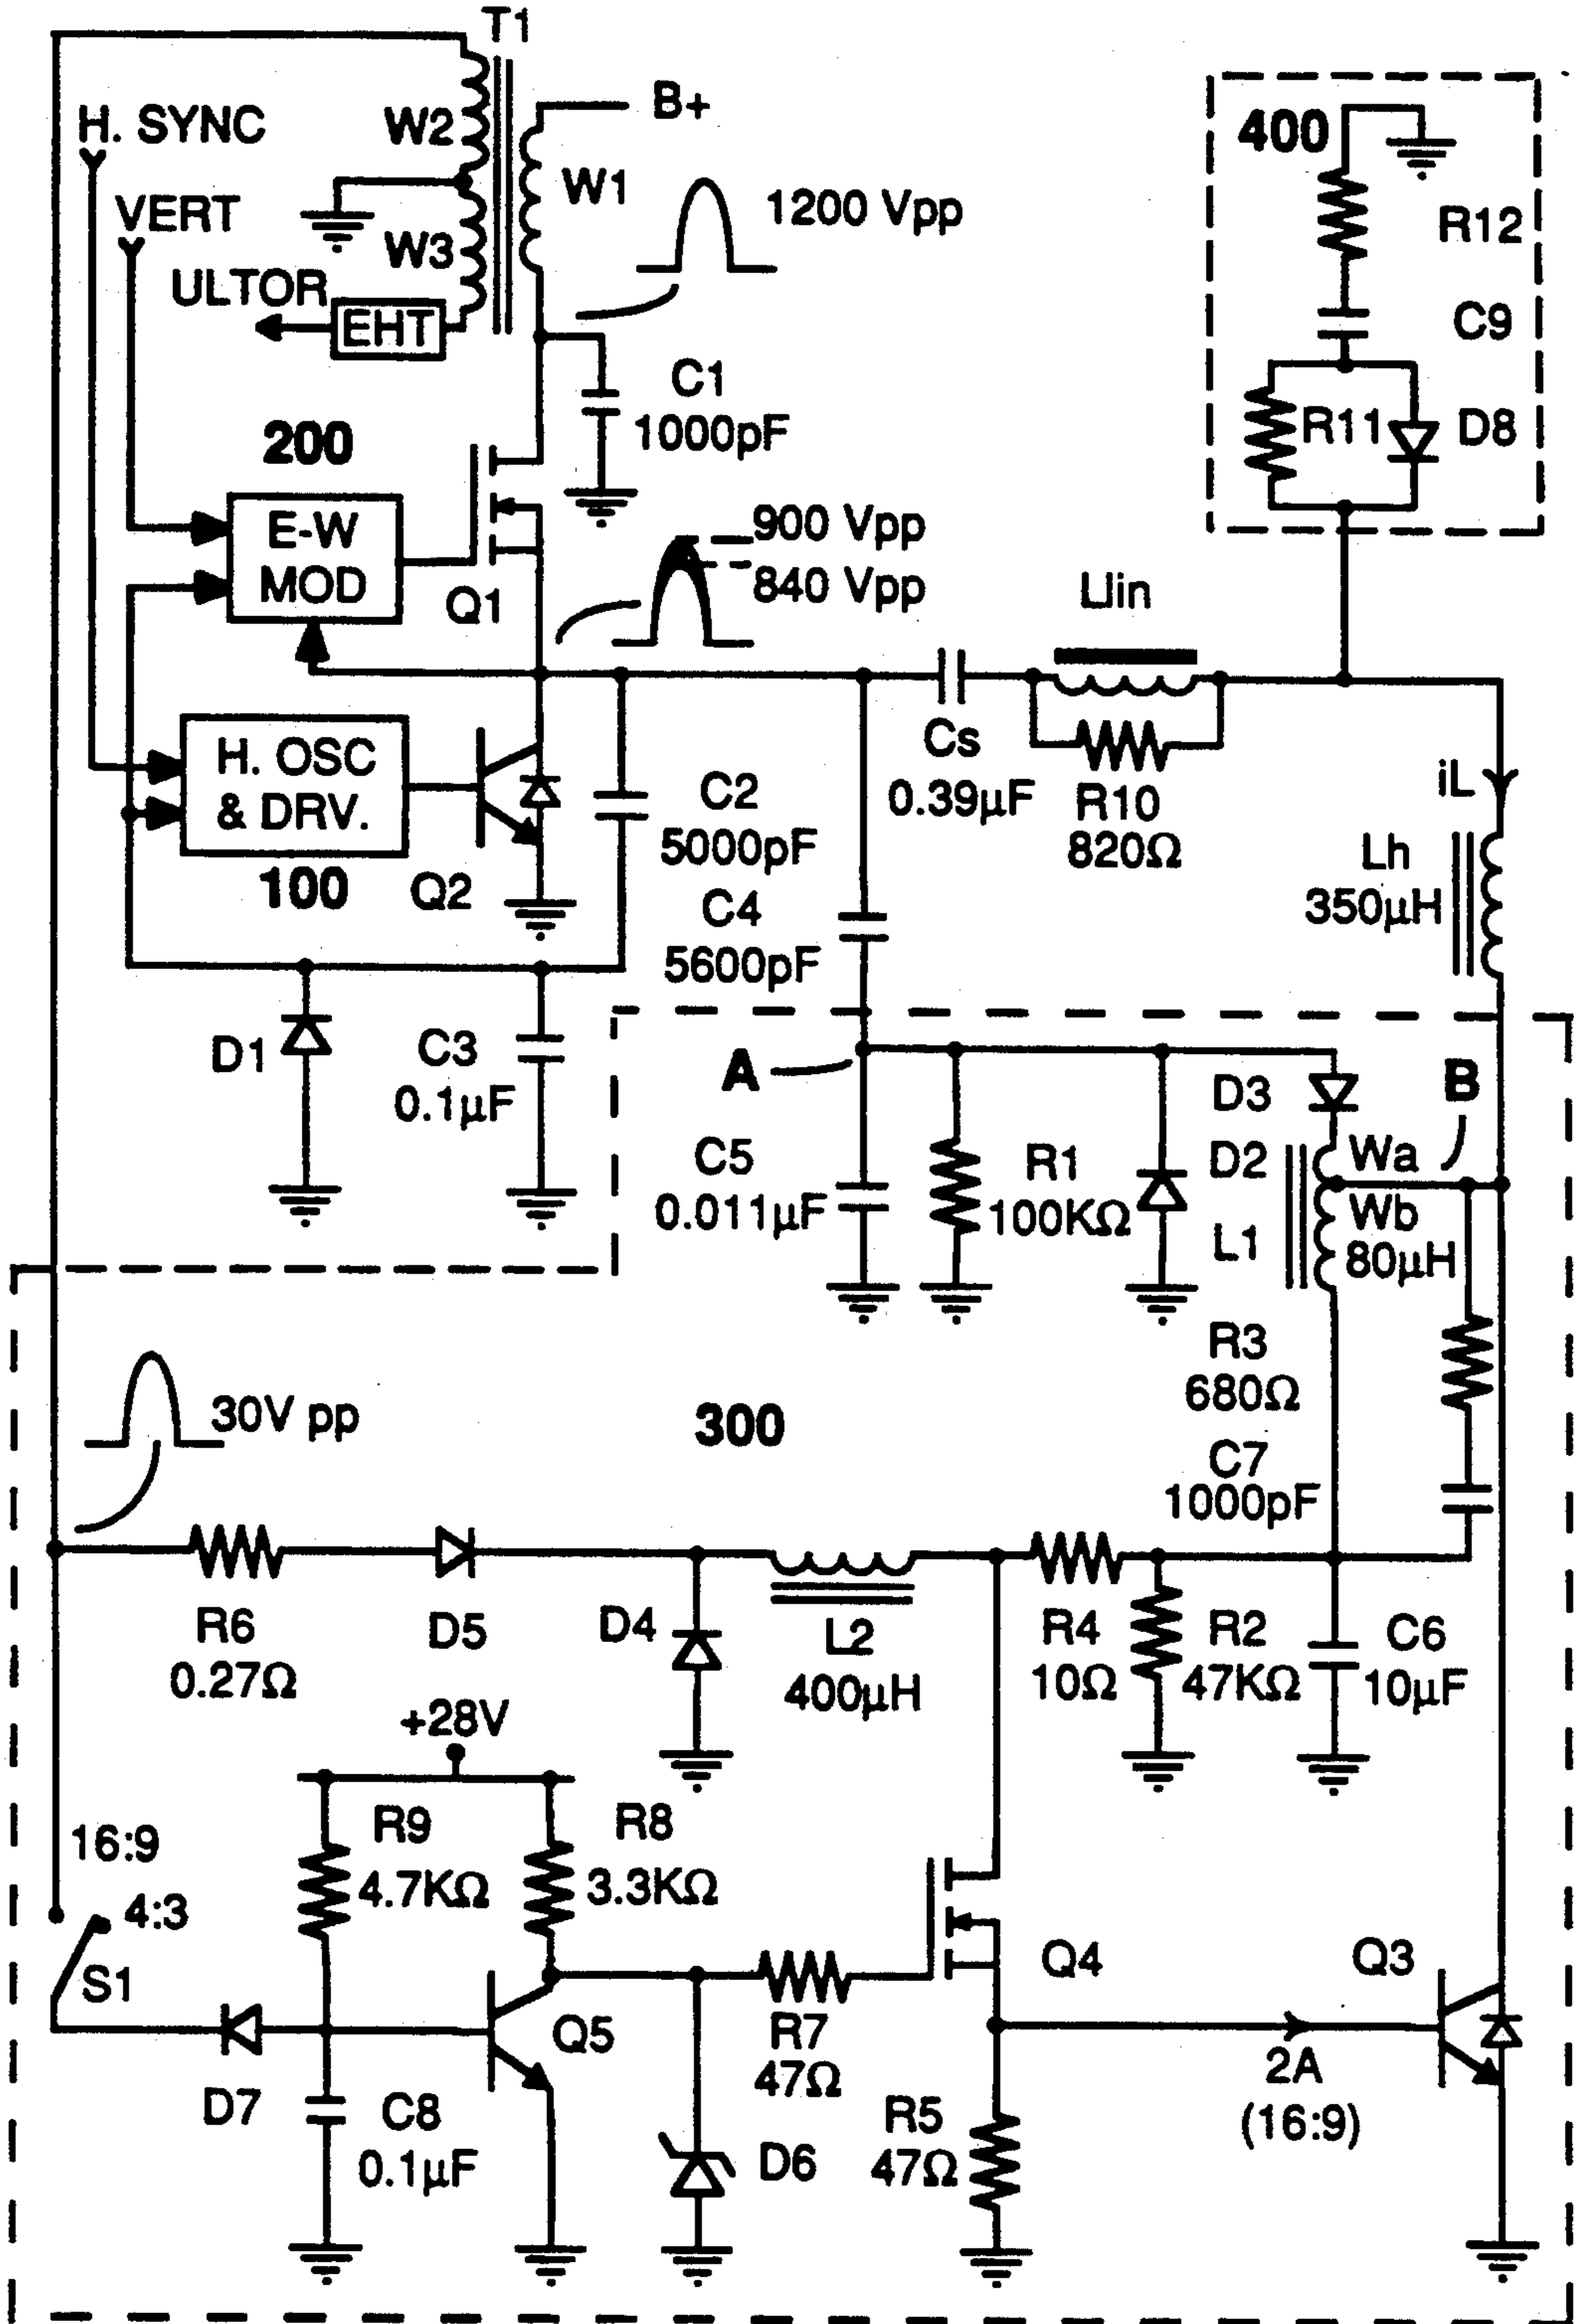 T1
H. SYNC
W2
B+
400
W1
1200 Vpp
VERT
R12
W3
ULTOR
EHT
C9
C1
1000pF
R11
D8
200
E-W
MOD
Q1
900 Vpp
840 Vpp
Llin
H. OSC
& DRV.
100
Q2
C2
5000pF
Cs
0.39µF
R10
820Ω
iL
Lh
350µH
C4
5600pF
D1
C3
0.1µF
A
B
D3
C5
0.011µF
R1
100KΩ
D2
Wa
L1
Wb
80µH
R3
680Ω
30V pp
300
C7
1000pF
R6
0.27Ω
D5
D4
L2
400µH
R4
10Ω
R2
47KΩ
C6
10µF
+28V
16:9
4:3
S1
R9
4.7KΩ
R8
3.3KΩ
Q4
Q3
D7
Q5
R7
47Ω
2A
(16:9)
C8
0.1µF
D6
R5
47Ω